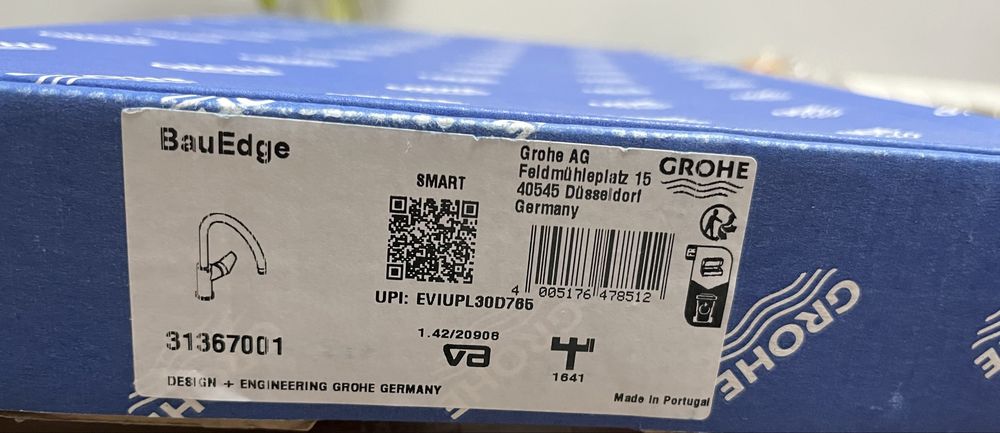 BauEdge
SMART
UPI: EVIUPL30D765
31367001
DESIGN + ENGINEERING GROHE GERMANY
1.42/20908
va
1641
Grohe AG
Feldmühleplatz 15
40545 Düsseldorf
Germany
GROHE
4 005176 478512
Made in Portugal
GROHE